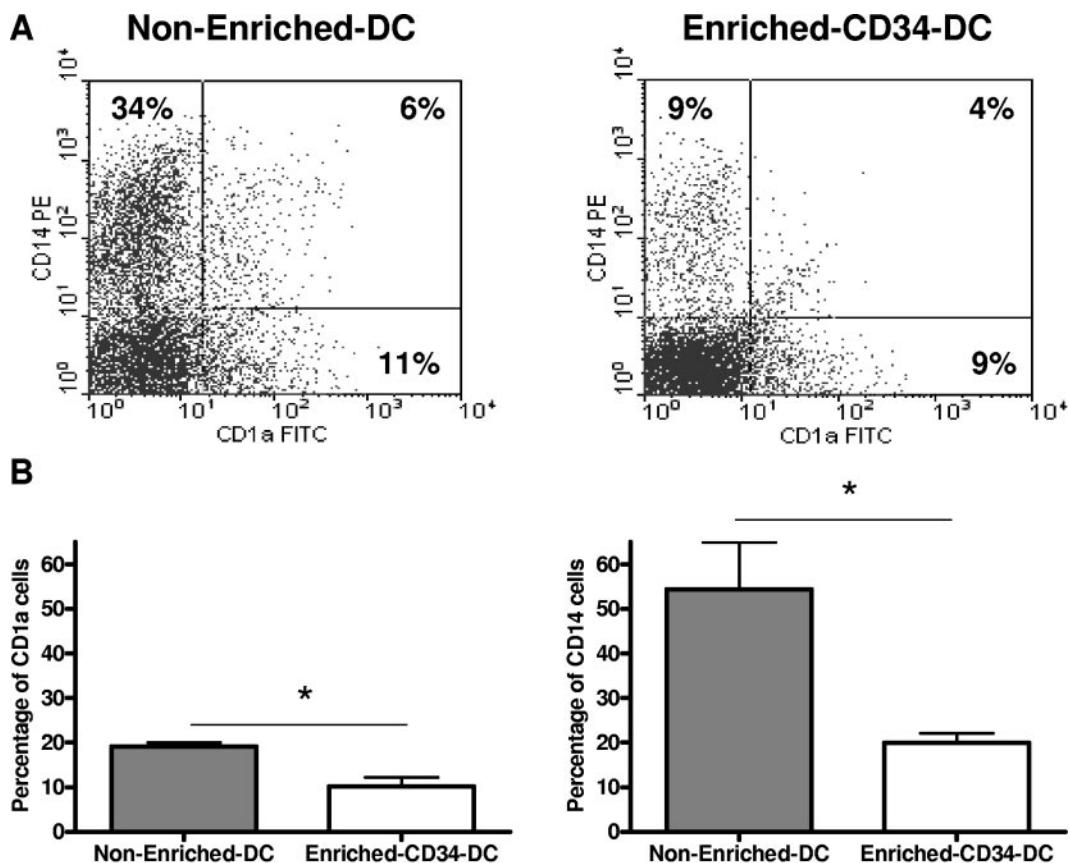 A
Non-Enriched-DC
Enriched-CD34-DC
34%
6%
11%
10⁴
10³
10²
10¹
10⁰
CD14 PE
10⁰ 10¹ 10² 10³ 10⁴
CD1a FITC
9%
4%
9%
10⁴
10³
10²
10¹
10⁰
CD14 PE
10⁰ 10¹ 10² 10³ 10⁴
CD1a FITC
B
Percentage of CD1a cells
60
50
40
30
20
10
0
*
Non-Enriched-DC
Enriched-CD34-DC
Percentage of CD14 cells
60
50
40
30
20
10
0
*
Non-Enriched-DC
Enriched-CD34-DC